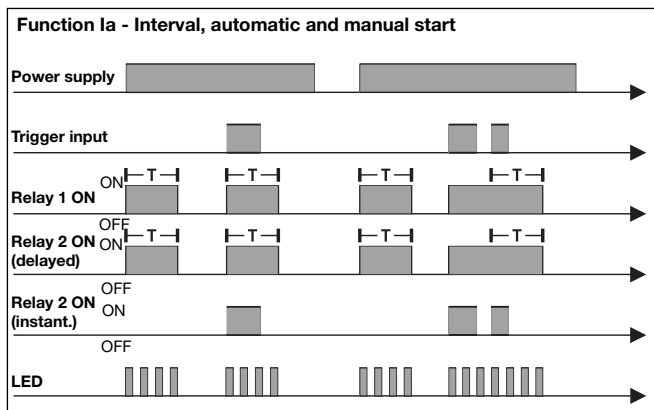 Function Ia - Interval, automatic and manual start
Power supply
Trigger input
ON T T T T
Relay 1 ON
OFF
ON T T T T
Relay 2 ON
(delayed)
OFF
Relay 2 ON
ON
(instant.)
OFF
LED